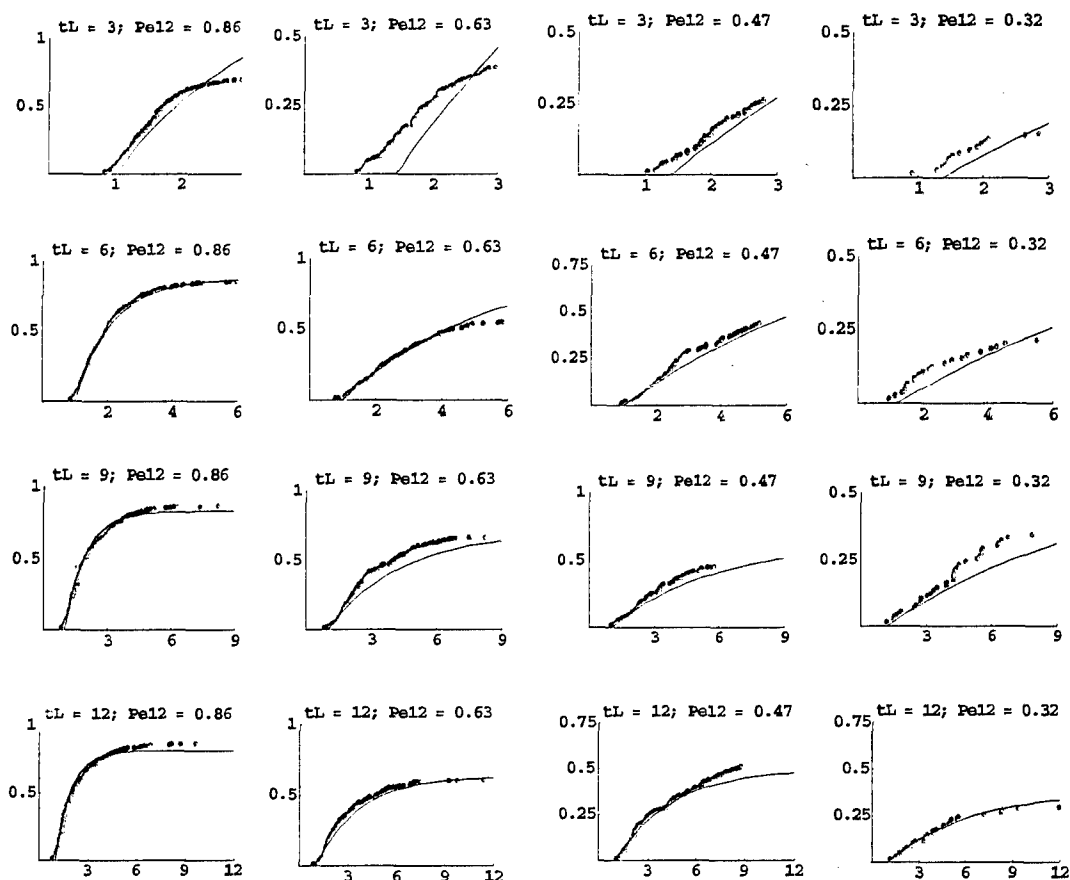 tL = 3; Pe12 = 0.86
1
0.5
1 2
tL = 3; Pe12 = 0.63
0.5
0.25
1 2 3
tL = 3; Pe12 = 0.47
0.5
0.25
1 2 3
tL = 3; Pe12 = 0.32
0.5
0.25
1 2 3
tL = 6; Pe12 = 0.86
1
0.5
2 4 6
tL = 6; Pe12 = 0.63
1
0.5
2 4 6
tL = 6; Pe12 = 0.47
0.75
0.5
0.25
2 4 6
tL = 6; Pe12 = 0.32
0.5
0.25
2 4 6
tL = 9; Pe12 = 0.86
1
0.5
3 6 9
tL = 9; Pe12 = 0.63
1
0.5
3 6 9
tL = 9; Pe12 = 0.47
1
0.5
3 6 9
tL = 9; Pe12 = 0.32
0.5
0.25
3 6 9
tL = 12; Pe12 = 0.86
1
0.5
3 6 9 12
tL = 12; Pe12 = 0.63
1
0.5
3 6 9 12
tL = 12; Pe12 = 0.47
0.75
0.5
0.25
3 6 9 12
tL = 12; Pe12 = 0.32
0.75
0.5
0.25
3 6 9 12